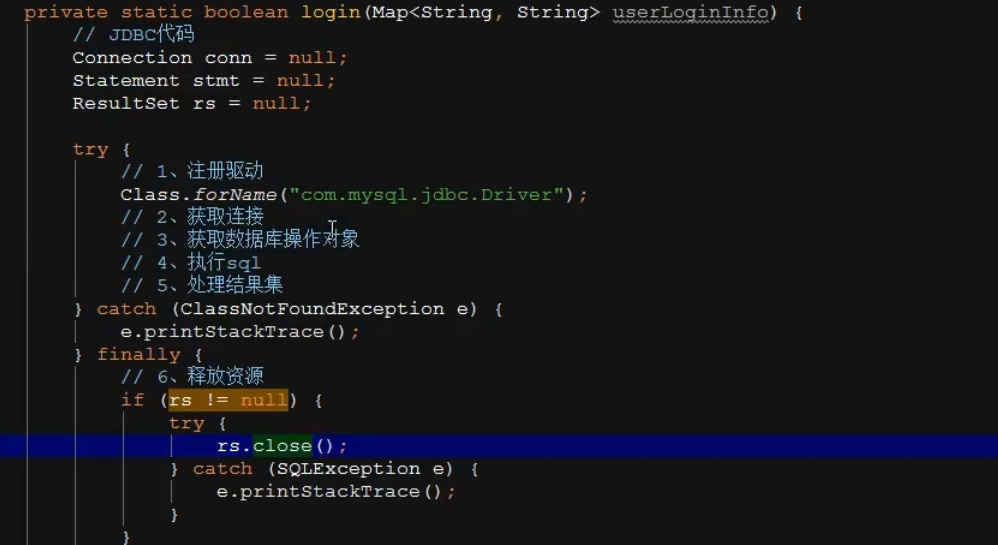 private static boolean login(Map<String, String> userLoginInfo) {
// JDBC代码
Connection conn = null;
Statement stmt = null;
ResultSet rs = null;
try {
// 1、注册驱动
Class.forName("com.mysql.jdbc.Driver");
// 2、获取连接
// 3、获取数据库操作对象
// 4、执行sql
// 5、处理结果集
} catch (ClassNotFoundException e) {
e.printStackTrace();
} finally {
// 6、释放资源
if (rs != null) {
try {
rs.close();
} catch (SQLException e) {
e.printStackTrace();
}
}